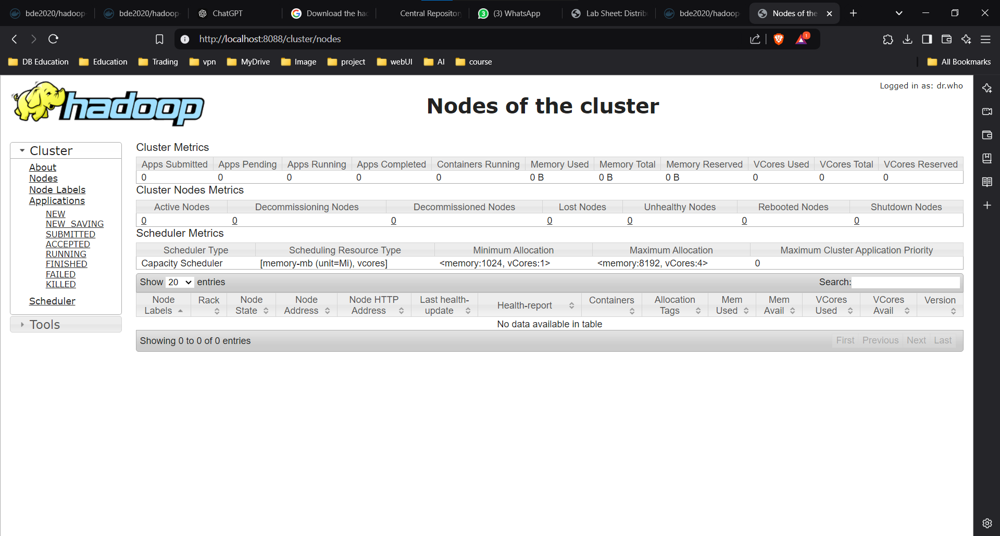 bde2020/hadoop
bde2020/hadoop
ChatGPT
Download the had
Central Repository
(3) WhatsApp
Lab Sheet: Distrib
bde2020/hadoop
Nodes of the
http://localhost:8088/cluster/nodes
1
DB Education
Education
Trading
vpn
MyDrive
Image
project
webUI
AI
course
All Bookmarks
hadoop
Nodes of the cluster
Logged in as: dr.who
Cluster
About
Nodes
Node Labels
Applications
NEW
NEW_SAVING
SUBMITTED
ACCEPTED
RUNNING
FINISHED
FAILED
KILLED
Scheduler
Tools
Cluster Metrics
Apps Submitted Apps Pending Apps Running Apps Completed Containers Running Memory Used Memory Total Memory Reserved VCores Used VCores Total VCores Reserved
0 0 0 0 0 0 B 0 B 0 B 0 0 0
Cluster Nodes Metrics
Active Nodes Decommissioning Nodes Decommissioned Nodes Lost Nodes Unhealthy Nodes Rebooted Nodes Shutdown Nodes
0 0 0 0 0 0 0
Scheduler Metrics
Scheduler Type Scheduling Resource Type Minimum Allocation Maximum Allocation Maximum Cluster Application Priority
Capacity Scheduler [memory-mb (unit=Mi), vcores] <memory:1024, vCores:1> <memory:8192, vCores:4> 0
Show 20 entries Search:
Node Labels Rack Node State Node Address Node HTTP Address Last health-update Health-report Containers Allocation Tags Mem Used Mem Avail VCores Used VCores Avail Version
No data available in table
Showing 0 to 0 of 0 entries First Previous Next Last